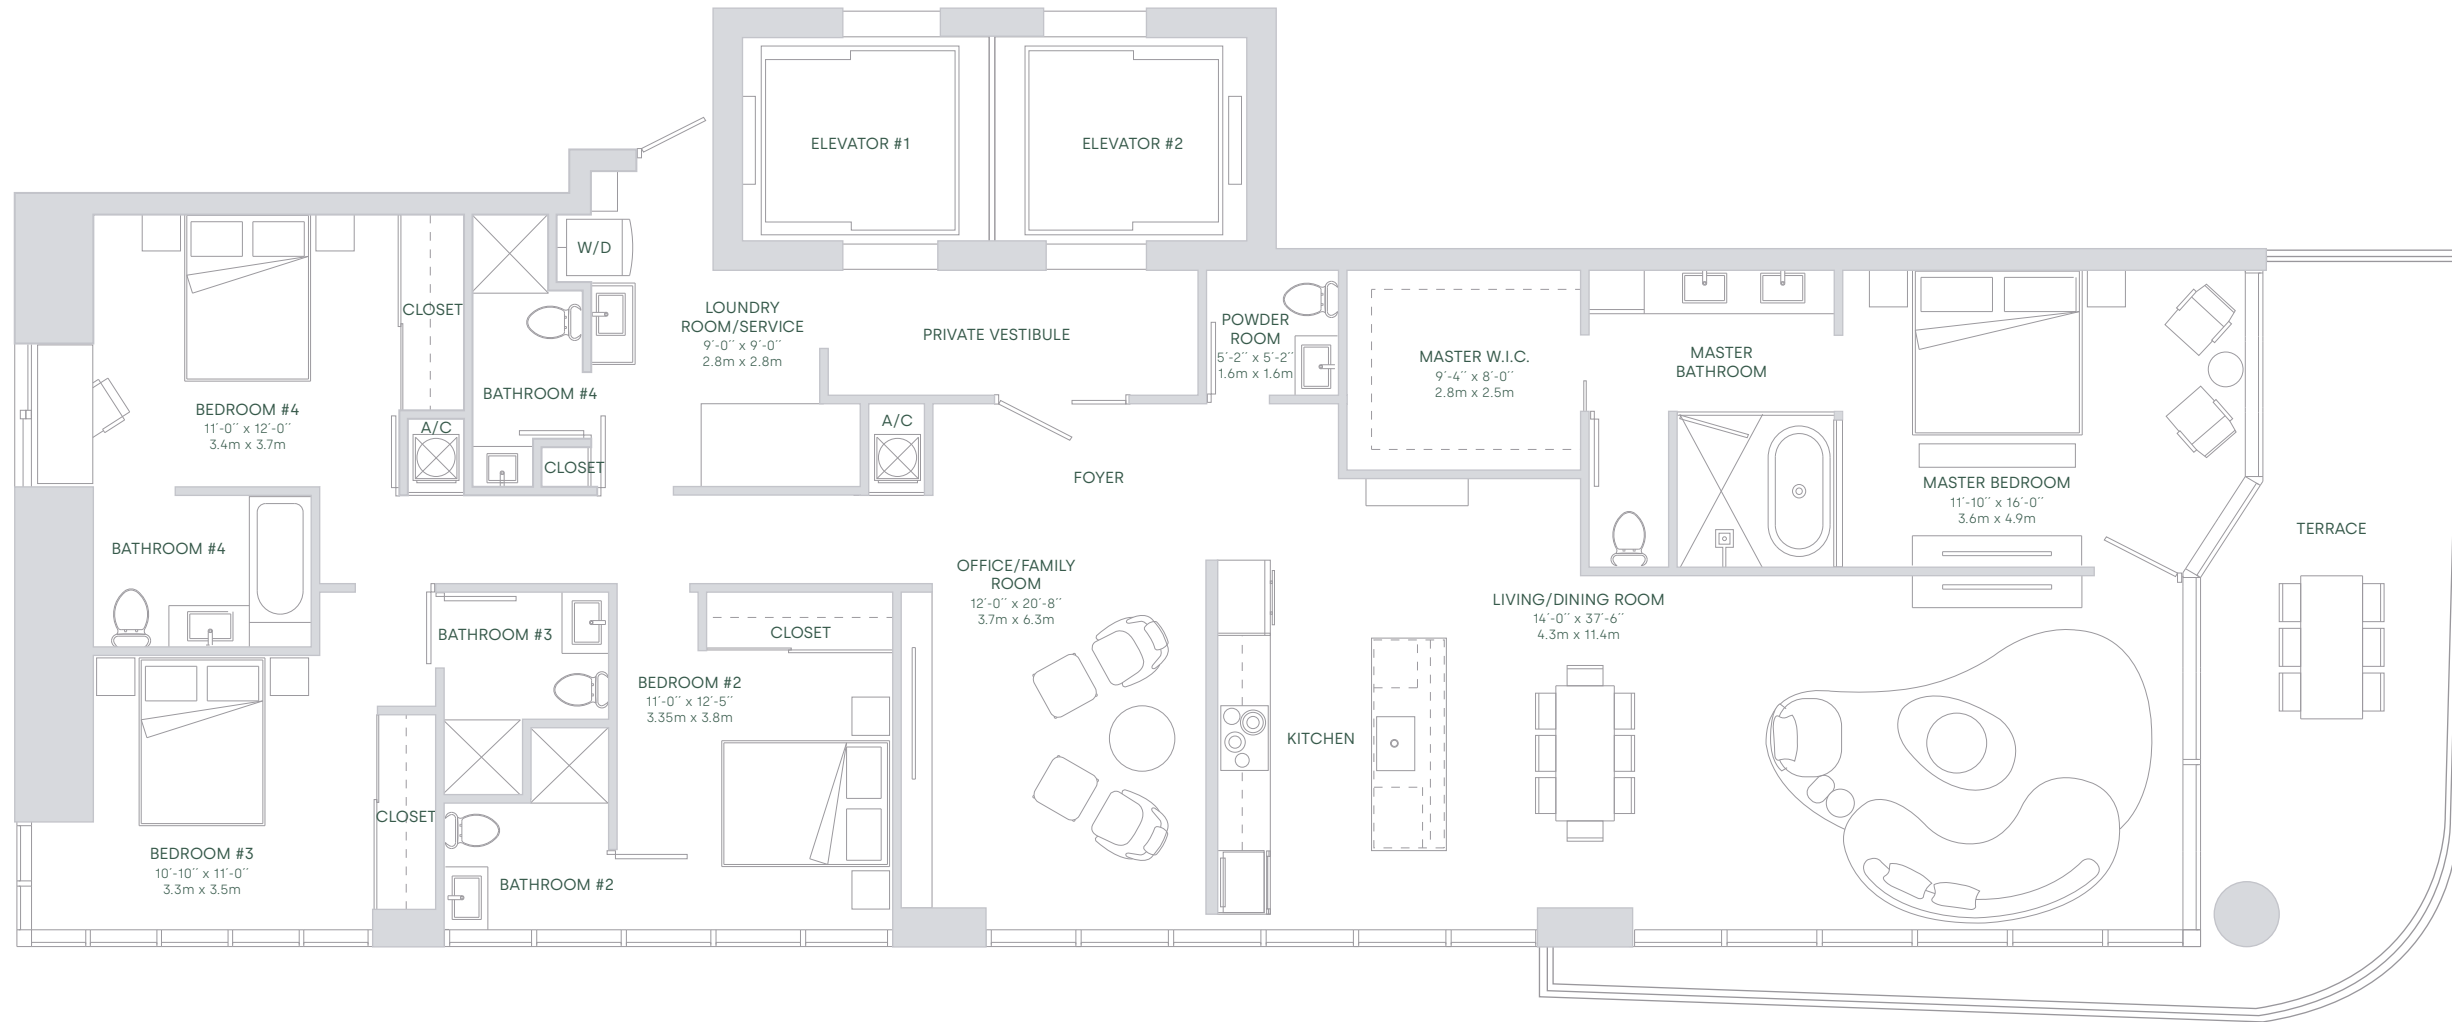 ELEVATOR #1
ELEVATOR #2
W/D
CLOSET
LOUNDRY
ROOM/SERVICE
9´-0´´ x 9´-0´´
2.8m x 2.8m
PRIVATE VESTIBULE
POWDER
ROOM
5´-2´´ x 5´-2´´
1.6m x 1.6m
MASTER W.I.C.
9´-4´´ x 8´-0´´
2.8m x 2.5m
MASTER
BATHROOM
BATHROOM #4
BEDROOM #4
11´-0´´ x 12´-0´´
3.4m x 3.7m
A/C
A/C
CLOSET
FOYER
MASTER BEDROOM
11´-10´´ x 16´-0´´
3.6m x 4.9m
TERRACE
BATHROOM #4
OFFICE/FAMILY
ROOM
12´-0´´ x 20´-8´´
3.7m x 6.3m
LIVING/DINING ROOM
14´-0´´ x 37´-6´´
4.3m x 11.4m
BATHROOM #3
CLOSET
BEDROOM #2
11´-0´´ x 12´-5´´
3.35m x 3.8m
KITCHEN
CLOSET
BEDROOM #3
10´-10´´ x 11´-0´´
3.3m x 3.5m
BATHROOM #2